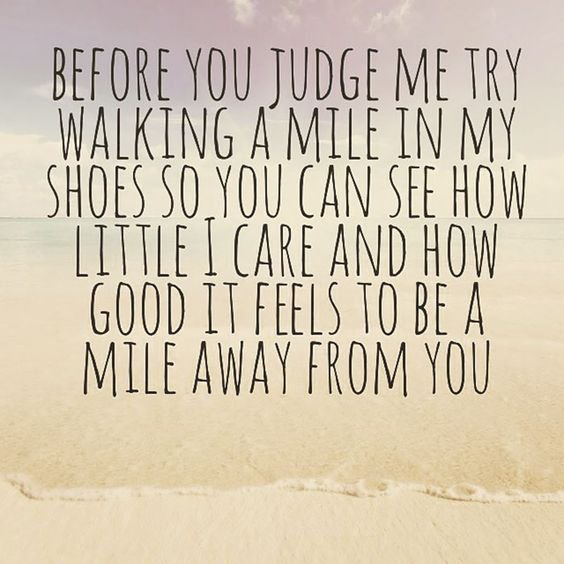 BEFORE YOU JUDGE ME TRY
WALKING A MILE IN MY
SHOES SO YOU CAN SEE HOW
LITTLE I CARE AND HOW
GOOD IT FEELS TO BE A
MILE AWAY FROM YOU